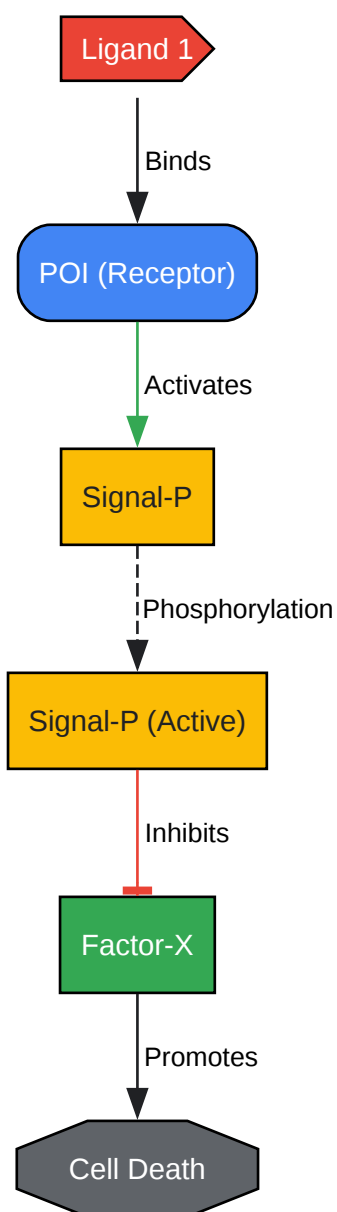 Ligand 1
Binds
POI (Receptor)
Activates
Signal-P
Phosphorylation
Signal-P (Active)
Inhibits
Factor-X
Promotes
Cell Death